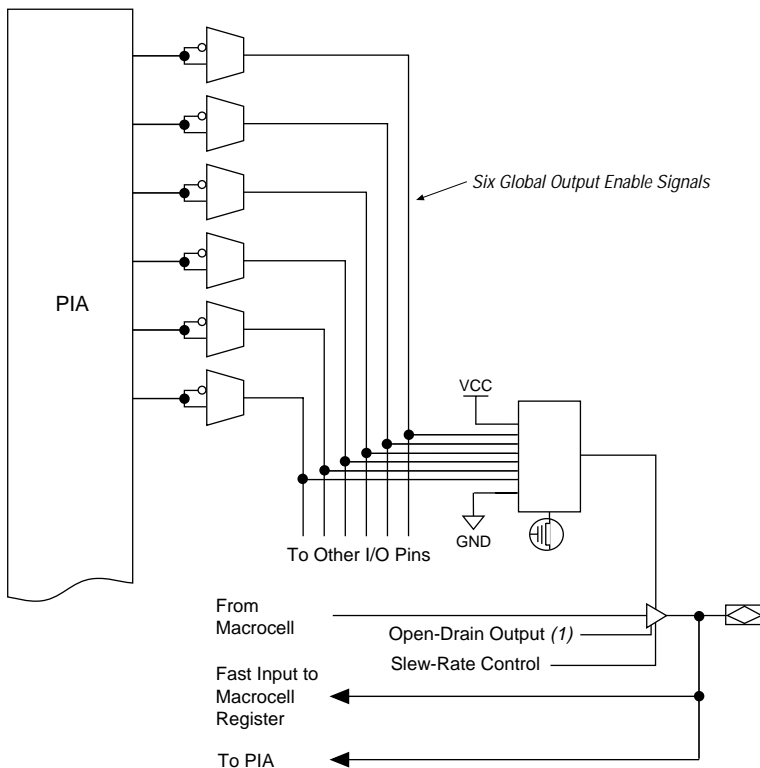 PIA
Six Global Output Enable Signals
VCC
GND
To Other I/O Pins
From
Macrocell
Open-Drain Output (1)
Slew-Rate Control
Fast Input to
Macrocell
Register
To PIA